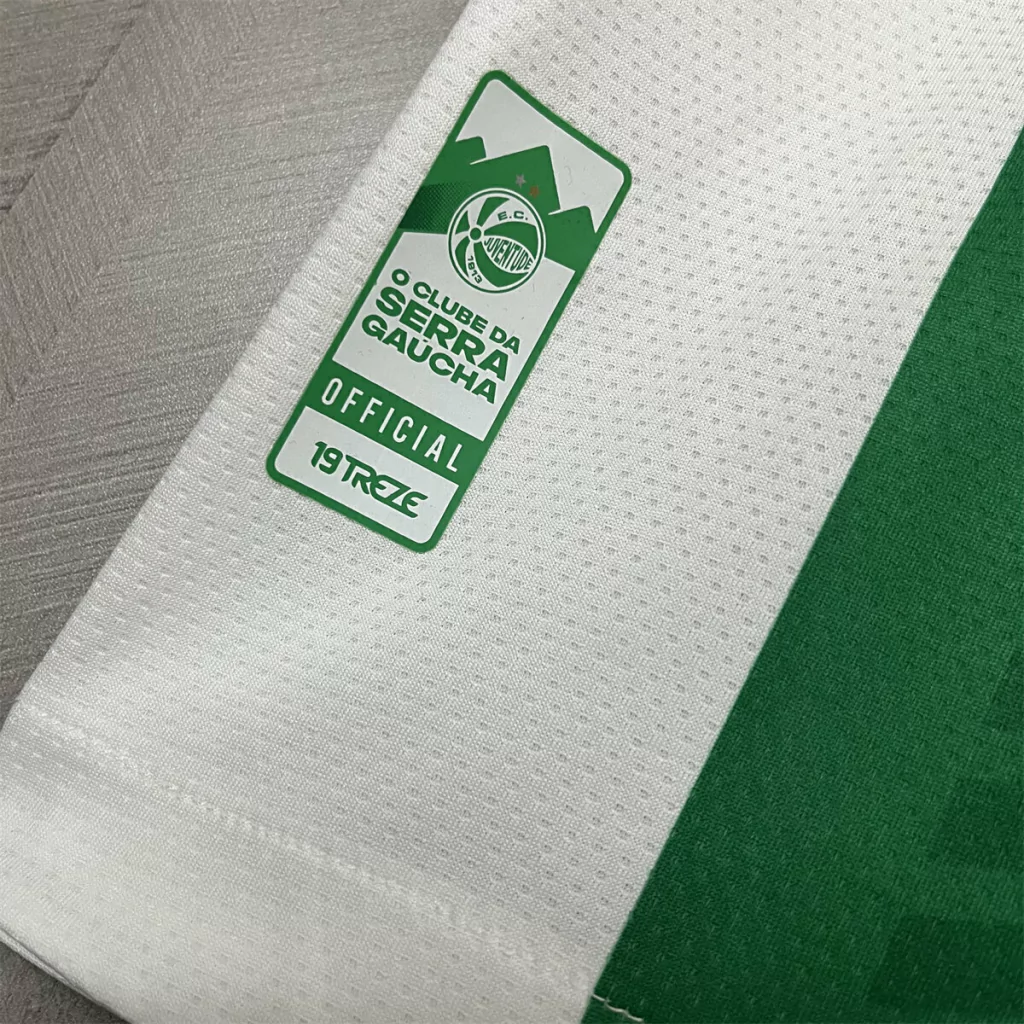 E.C.
JUVENTUDE
1913
O CLUBE DA
SERRA
GAÚCHA
OFFICIAL
19TREZE